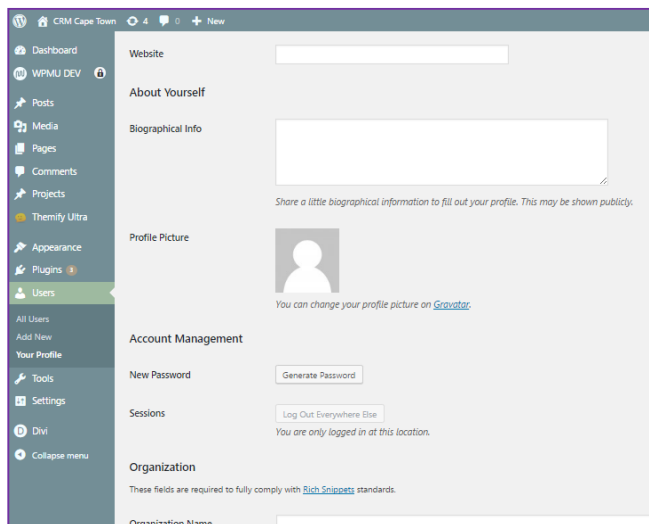 CRM Cape Town 4 0 + New
Dashboard
WPMU DEV
Posts
Media
Pages
Comments
Projects
Themify Ultra
Appearance
Plugins 3
Users
All Users
Add New
Your Profile
Tools
Settings
D Divi
Collapse menu
Website
About Yourself
Biographical Info
Share a little biographical information to fill out your profile. This may be shown publicly.
Profile Picture
You can change your profile picture on Gravatar.
Account Management
New Password Generate Password
Sessions Log Out Everywhere Else
You are only logged in at this location.
Organization
These fields are required to fully comply with Rich Snippets standards.
Organization Name